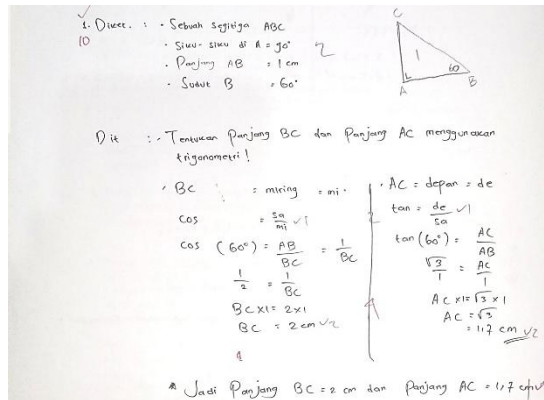 1. Diket. : - Sebuah segitiga ABC
10
- Siku-siku di A = 90°
2
- Panjang AB = 1 cm
- Sudut B = 60°
C
1
60
A
B
Dit :- Tentukan Panjang BC dan Panjang AC menggunakan
trigonometri!
- BC = miring = mi.
cos = sa/mi √1
cos (60°) = AB/BC = 1/BC
1/2 = 1/BC
BC x 1 = 2 x 1
BC = 2 cm √2
- AC = depan = de
tan = de/sa √1
tan (60°) = AC/AB
√3/1 = AC/1
AC x 1 = √3 x 1
AC = √3
= 1,7 cm √2
* Jadi Panjang BC = 2 cm dan Panjang AC = 1,7 cm